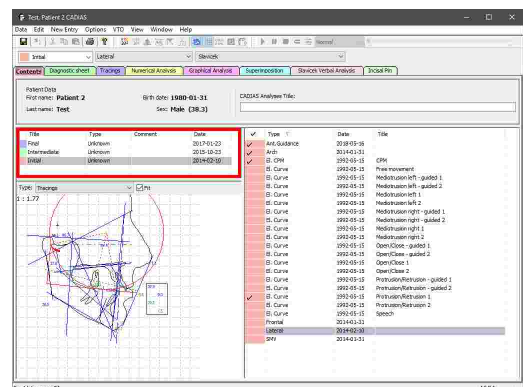 Test, Patient 2 CADIAS
Data Edit New Entry Options VTO View Window Help
Normal
Initial Lateral Slavicek
Contents Diagnostic sheet Tracings Numerical Analysis Graphical Analysis Superimposition Slavicek Verbal Analysis Incisal Pin
Patient Data
First name: Patient 2 Birth date: 1980-01-31 CADIAS Analyses Title:
Last name: Test Sex: Male (38.3)
Title Type Comment Date
Final Unknown 2017-01-23
Intermediate Unknown 2015-10-23
Initial Unknown 2014-02-10
Type: Tracings Fit
1 : 1.77
Type Date Title
Ant.Guidance 2018-05-16
Arch 2014-01-31
El. CPM 1992-05-15 CPM
El. Curve 1992-05-15 Free movement
El. Curve 1992-05-15 Mediotrusion left - guided 1
El. Curve 1992-05-15 Mediotrusion left - guided 2
El. Curve 1992-05-15 Mediotrusion left 1
El. Curve 1992-05-15 Mediotrusion left 2
El. Curve 1992-05-15 Mediotrusion right - guided 1
El. Curve 1992-05-15 Mediotrusion right - guided 2
El. Curve 1992-05-15 Mediotrusion right 1
El. Curve 1992-05-15 Mediotrusion right 2
El. Curve 1992-05-15 Open/Close - guided 1
El. Curve 1992-05-15 Open/Close - guided 2
El. Curve 1992-05-15 Open/Close 1
El. Curve 1992-05-15 Open/Close 2
El. Curve 1992-05-15 Protrusion/Retrusion - guided 1
El. Curve 1992-05-15 Protrusion/Retrusion - guided 2
El. Curve 1992-05-15 Protrusion/Retrusion 1
El. Curve 1992-05-15 Protrusion/Retrusion 2
El. Curve 1992-05-15 Speech
Frontal 2014-01-31
Lateral 2014-02-10
SMV 2014-01-31